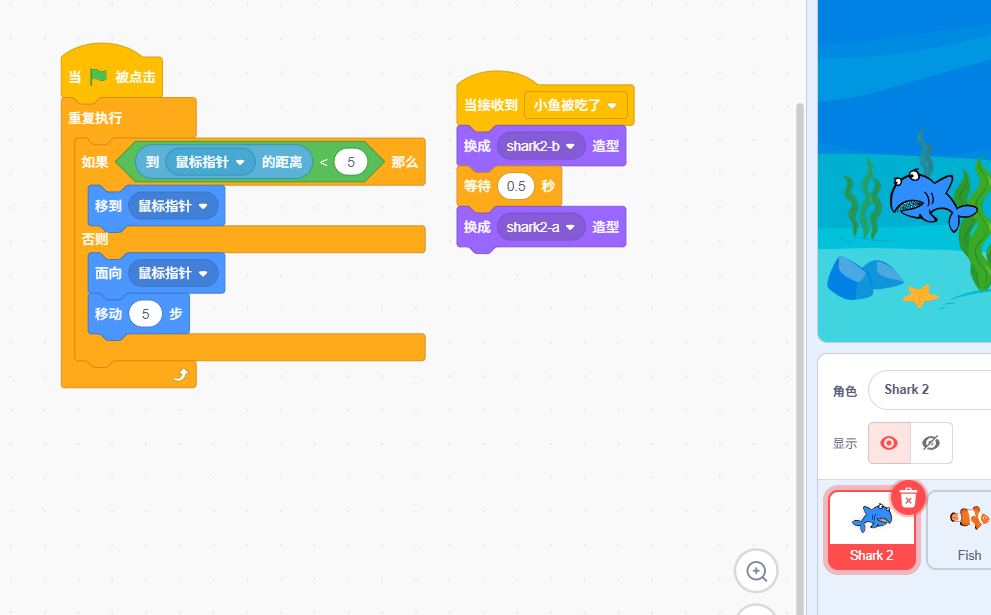 当 被点击
重复执行
如果 到 鼠标指针 的距离 < 5 那么
移到 鼠标指针
否则
面向 鼠标指针
移动 5 步
当接收到 小鱼被吃了
换成 shark2-b 造型
等待 0.5 秒
换成 shark2-a 造型
角色 Shark 2
显示
Shark 2
Fish